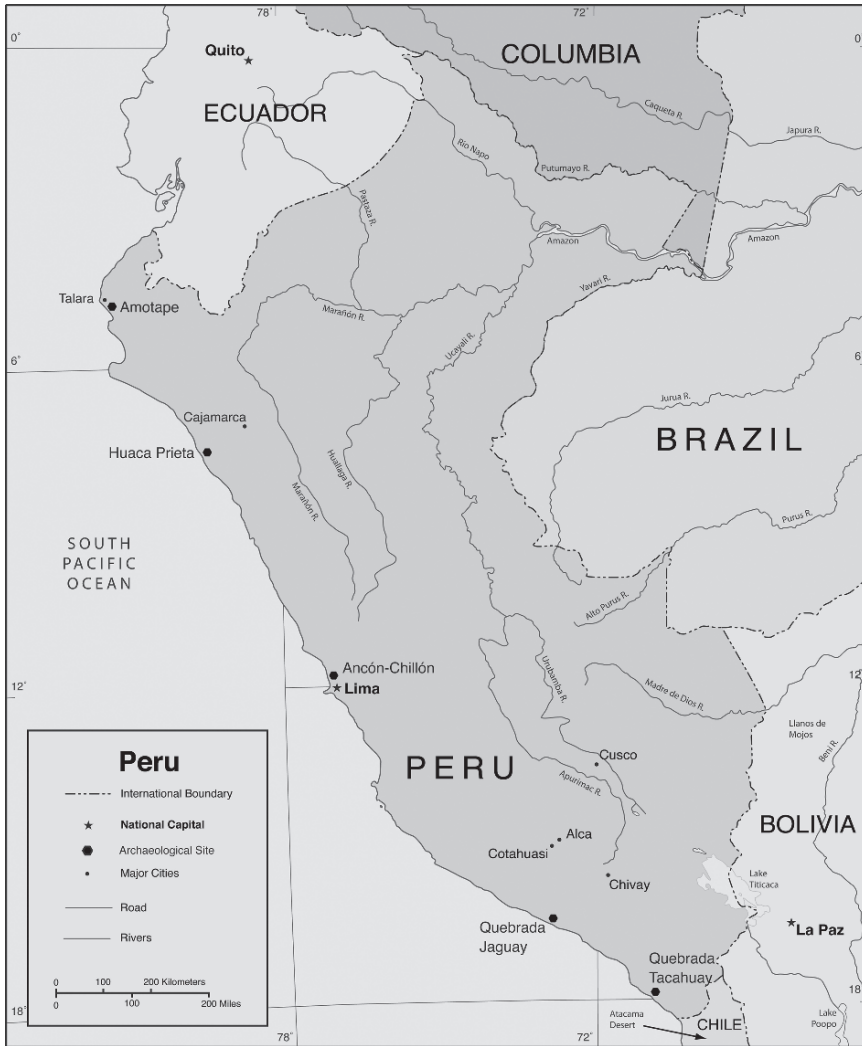 78°
72°
0°
0
Quito
COLUMBIA
ECUADOR
Caqueta R.
Japura R.
Rio Napo
Putumayo R.
Pastaza R.
Amazon
Amazon
Yavari R.
Talara
Amotape
Marañón R.
Ucayali R.
6°
6
Jurua R.
Cajamarca
BRAZIL
Huaca Prieta
Huallaga R.
Marañón R.
Purus R.
SOUTH
PACIFIC
OCEAN
Alto Purus R.
Ancón-Chillón
Lima
Urubamba R.
12°
12
Madre de Dios R.
Llanos de
Mojos
Beni R.
Cusco
PERU
Apurimac R.
BOLIVIA
Alca
Cotahuasi
Chivay
Lake
Titicaca
La Paz
Quebrada
Jaguay
Quebrada
Tacahuay
18°
18
Atacama
Desert
CHILE
Lake
Poopo
78°
72°
Peru
International Boundary
National Capital
Archaeological Site
Major Cities
Road
Rivers
0 100 200 Kilometers
0 100 200 Miles